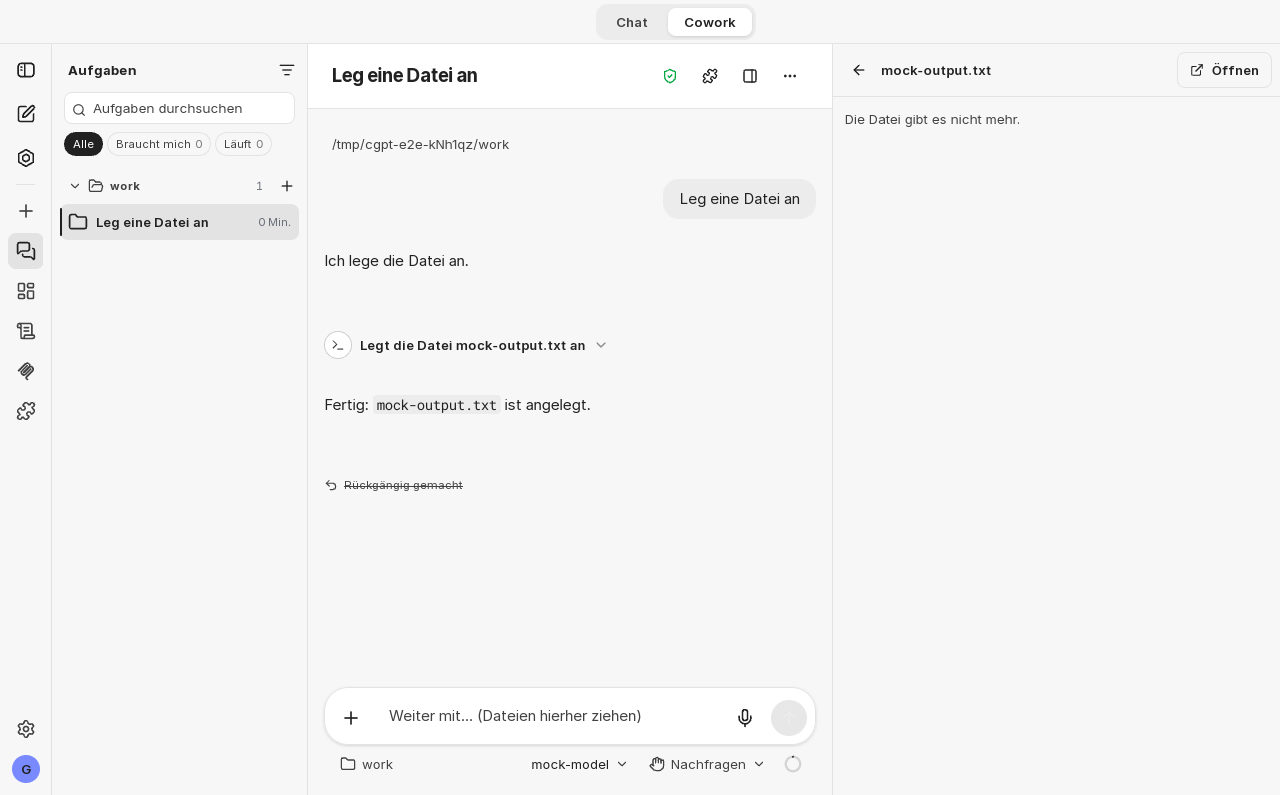 Chat
Cowork
Aufgaben
Aufgaben durchsuchen
Alle
Braucht mich 0
Läuft 0
work
1
Leg eine Datei an
0 Min.
G
Leg eine Datei an
/tmp/cgpt-e2e-kNh1qz/work
Leg eine Datei an
Ich lege die Datei an.
Legt die Datei mock-output.txt an
Fertig: mock-output.txt ist angelegt.
Rückgängig gemacht
Weiter mit... (Dateien hierher ziehen)
work
mock-model
Nachfragen
mock-output.txt
Öffnen
Die Datei gibt es nicht mehr.